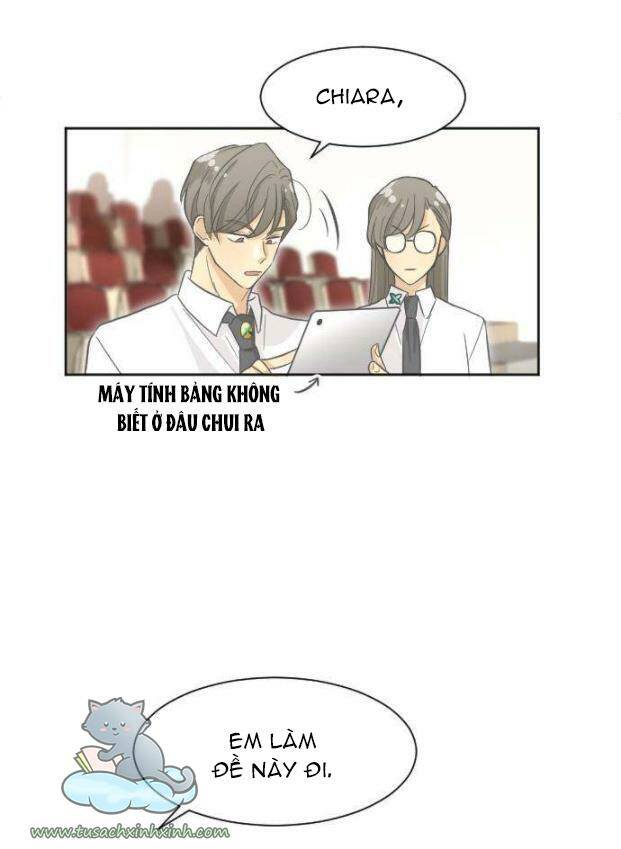 CHIARA,
MÁY TÍNH BẢNG KHÔNG
BIẾT Ở ĐÂU CHUI RA
EM LÀM
ĐỀ NÀY ĐI.
www.tusachxinhxinh.com